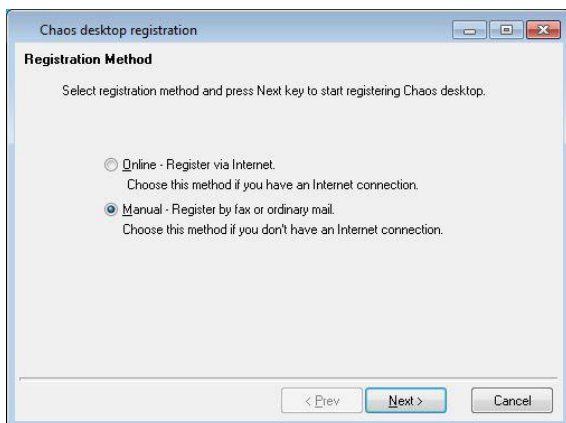 Chaos desktop registration
Registration Method
Select registration method and press Next key to start registering Chaos desktop.
Online - Register via Internet.
Choose this method if you have an Internet connection.
Manual - Register by fax or ordinary mail.
Choose this method if you don't have an Internet connection.
< Prev Next > Cancel